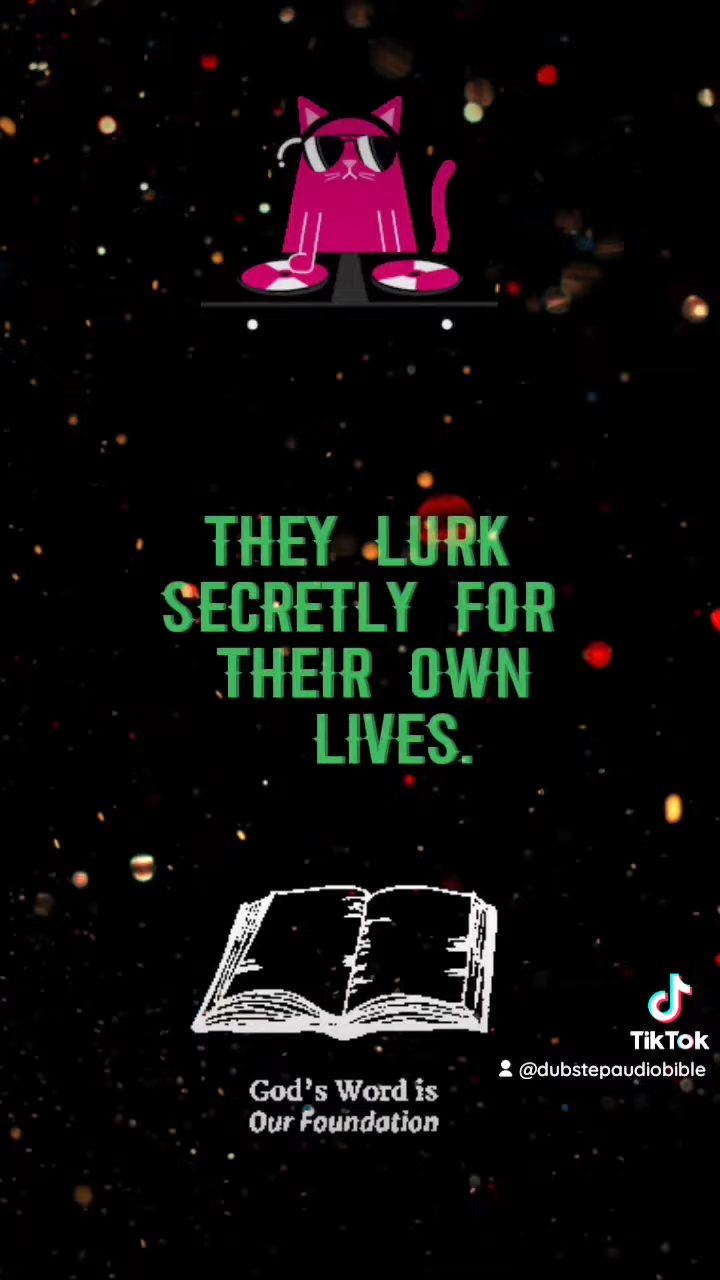 THEY LURK
SECRETLY FOR
THEIR OWN
LIVES.
TikTok
@dubstepaudiobible
God's Word is
Our Foundation